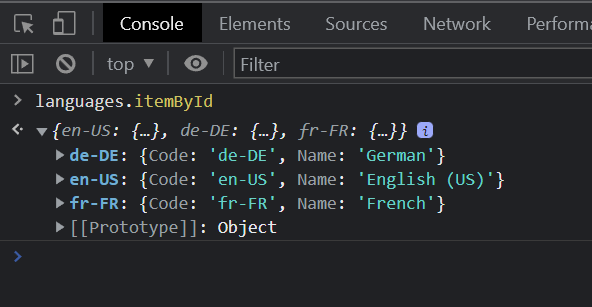 Console Elements Sources Network Performa
top ▼ Filter
> languages.itemById
{en-US: {…}, de-DE: {…}, fr-FR: {…}} i
de-DE: {Code: 'de-DE', Name: 'German'}
en-US: {Code: 'en-US', Name: 'English (US)'}
fr-FR: {Code: 'fr-FR', Name: 'French'}
[[Prototype]]: Object
>